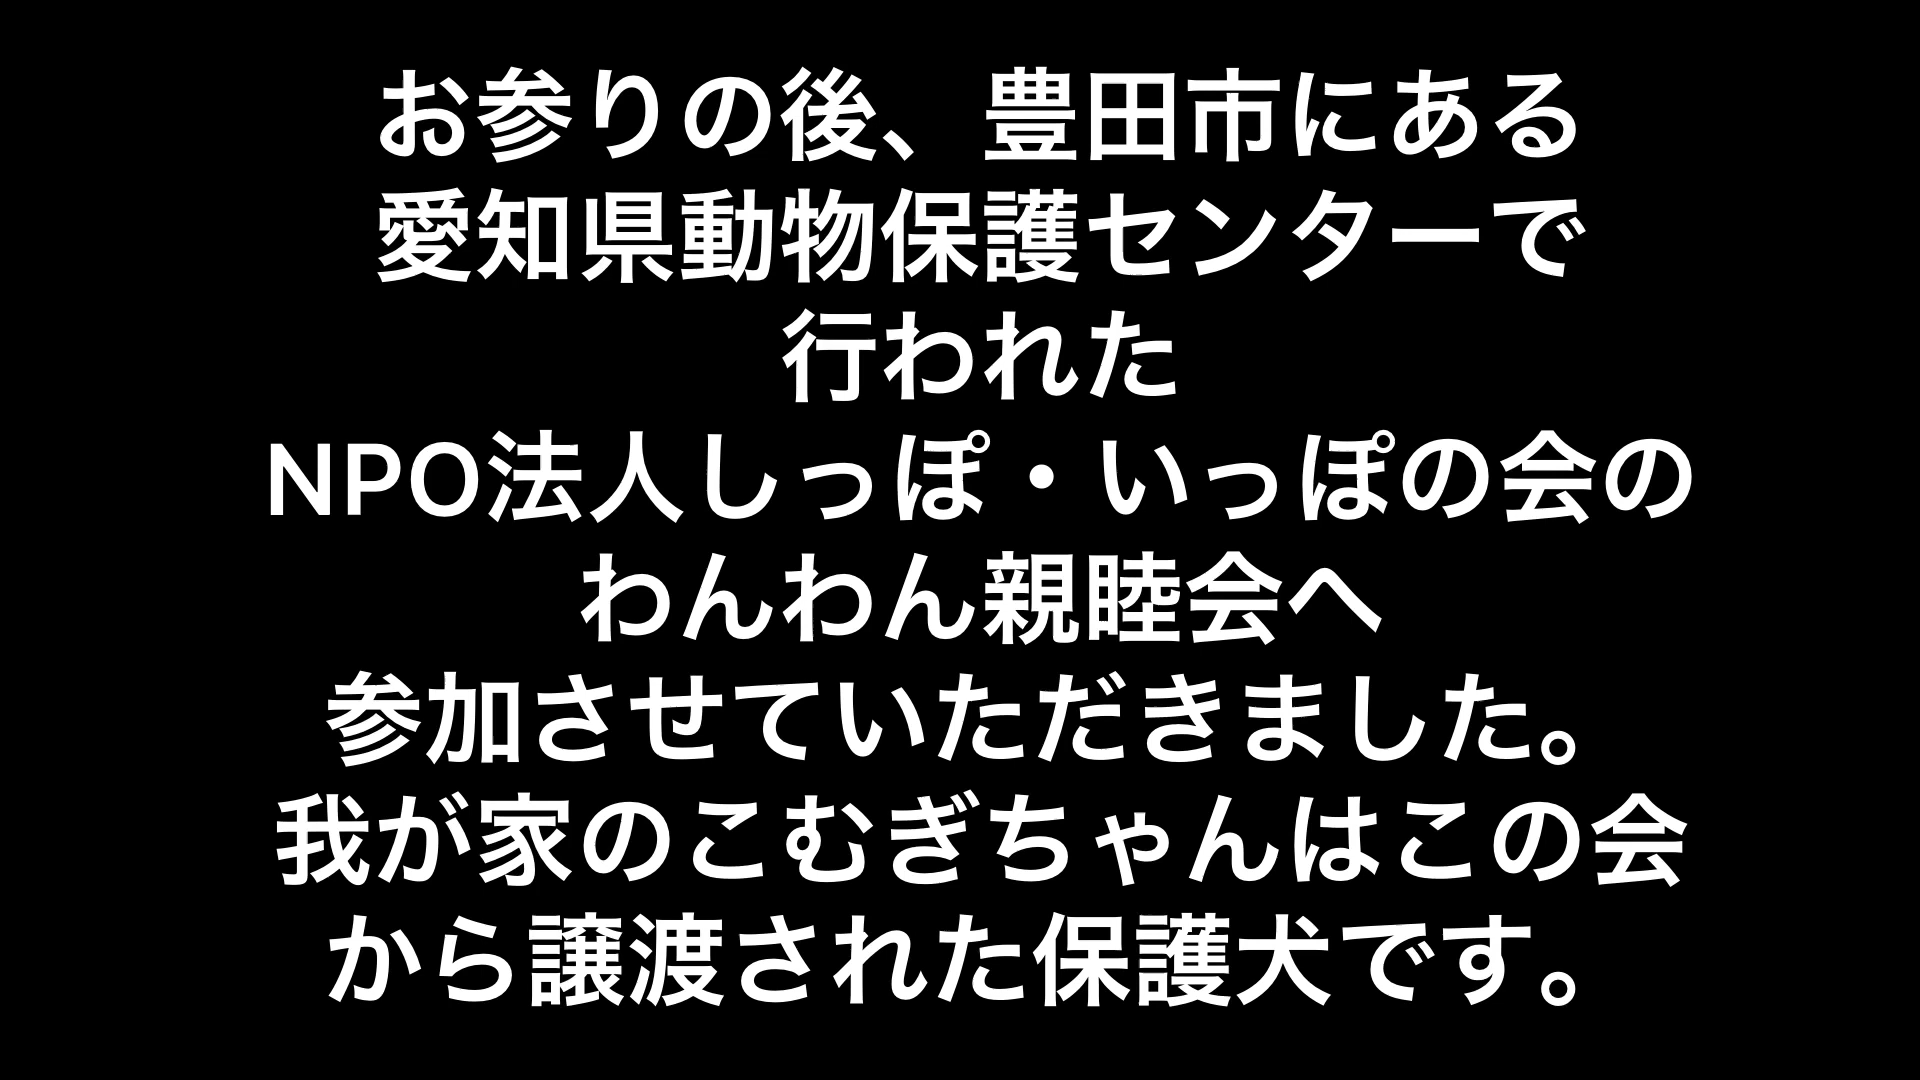 お参りの後、豊田市にある
愛知県動物保護センターで
行われた
NPO法人しっぽ・いっぽの会の
わんわん親睦会へ
参加させていただきました。
我が家のこむぎちゃんはこの会
から譲渡された保護犬です。